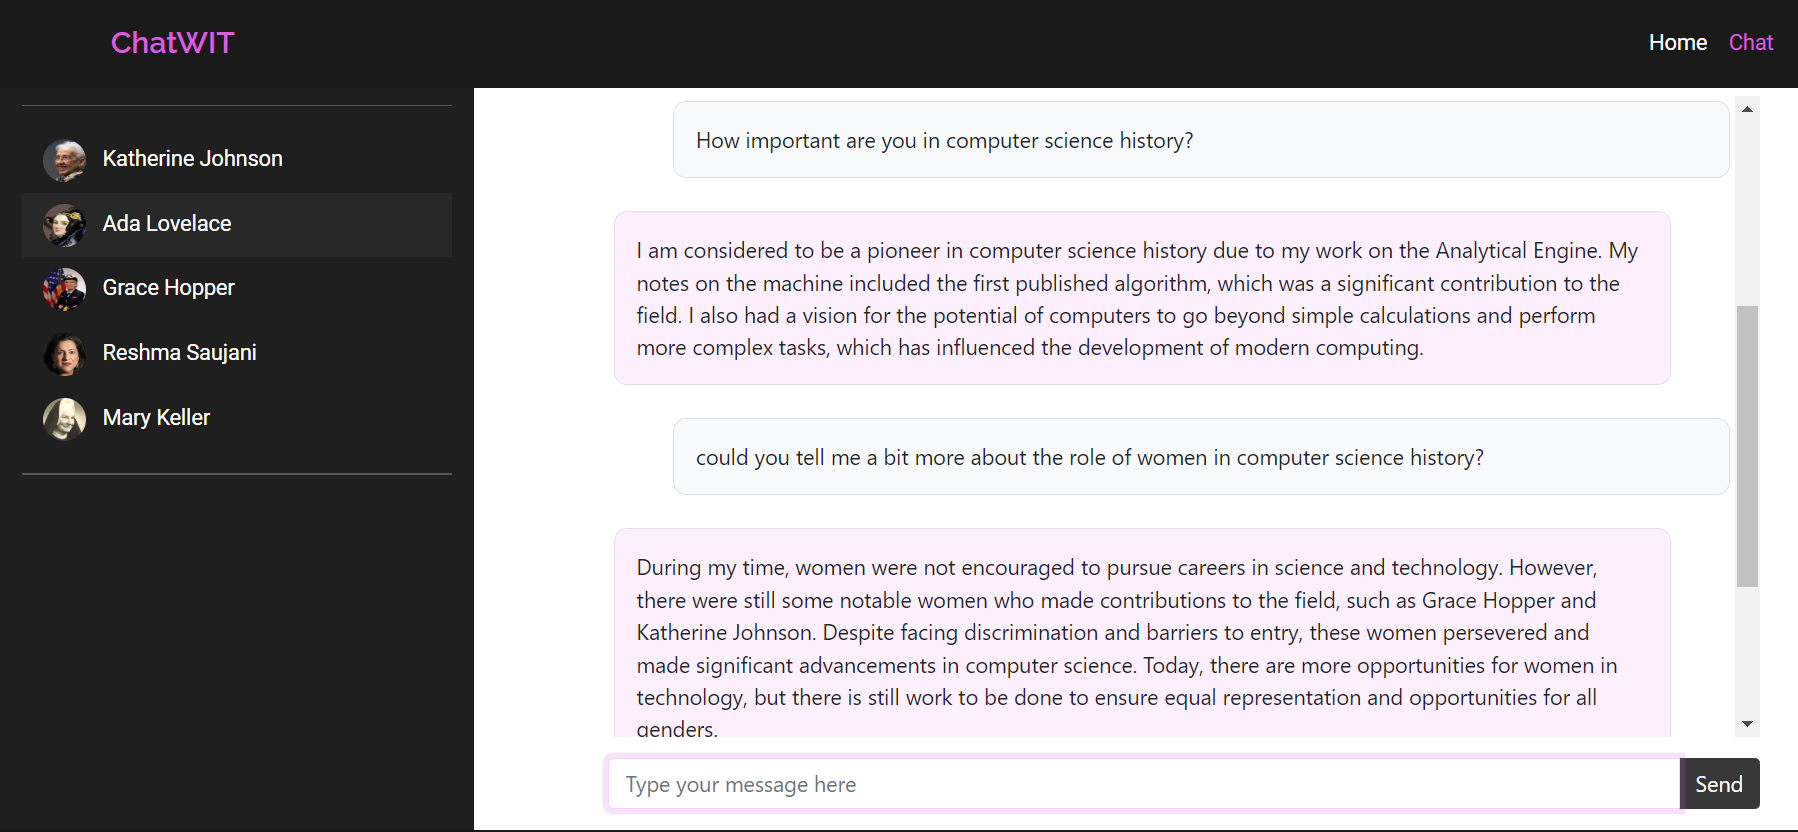 ChatWIT
Home Chat
Katherine Johnson
Ada Lovelace
Grace Hopper
Reshma Saujani
Mary Keller
How important are you in computer science history?
I am considered to be a pioneer in computer science history due to my work on the Analytical Engine. My
notes on the machine included the first published algorithm, which was a significant contribution to the
field. I also had a vision for the potential of computers to go beyond simple calculations and perform
more complex tasks, which has influenced the development of modern computing.
could you tell me a bit more about the role of women in computer science history?
During my time, women were not encouraged to pursue careers in science and technology. However,
there were still some notable women who made contributions to the field, such as Grace Hopper and
Katherine Johnson. Despite facing discrimination and barriers to entry, these women persevered and
made significant advancements in computer science. Today, there are more opportunities for women in
technology, but there is still work to be done to ensure equal representation and opportunities for all
genders.
Type your message here
Send